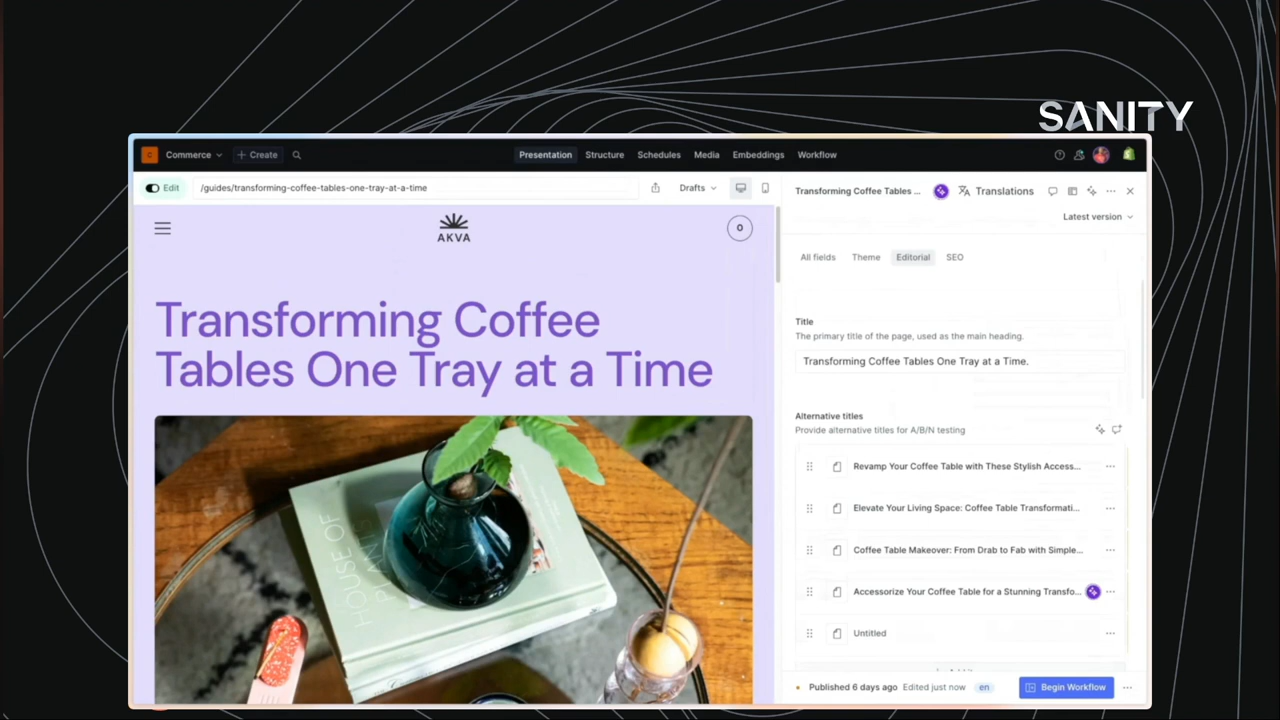 SANITY
C
Commerce
Create
Presentation
Structure
Schedules
Media
Embeddings
Workflow
Edit
/guides/transforming-coffee-tables-one-tray-at-a-time
Drafts
Transforming Coffee Tables ...
Translations
Latest version
AKVA
0
All fields
Theme
Editorial
SEO
Transforming Coffee
Tables One Tray at a Time
HOUSE OF
Title
The primary title of the page, used as the main heading.
Transforming Coffee Tables One Tray at a Time.
Alternative titles
Provide alternative titles for A/B/N testing
Revamp Your Coffee Table with These Stylish Access...
Elevate Your Living Space: Coffee Table Transformati...
Coffee Table Makeover: From Drab to Fab with Simple...
Accessorize Your Coffee Table for a Stunning Transfo...
Untitled
Published 6 days ago
Edited just now
en
Begin Workflow